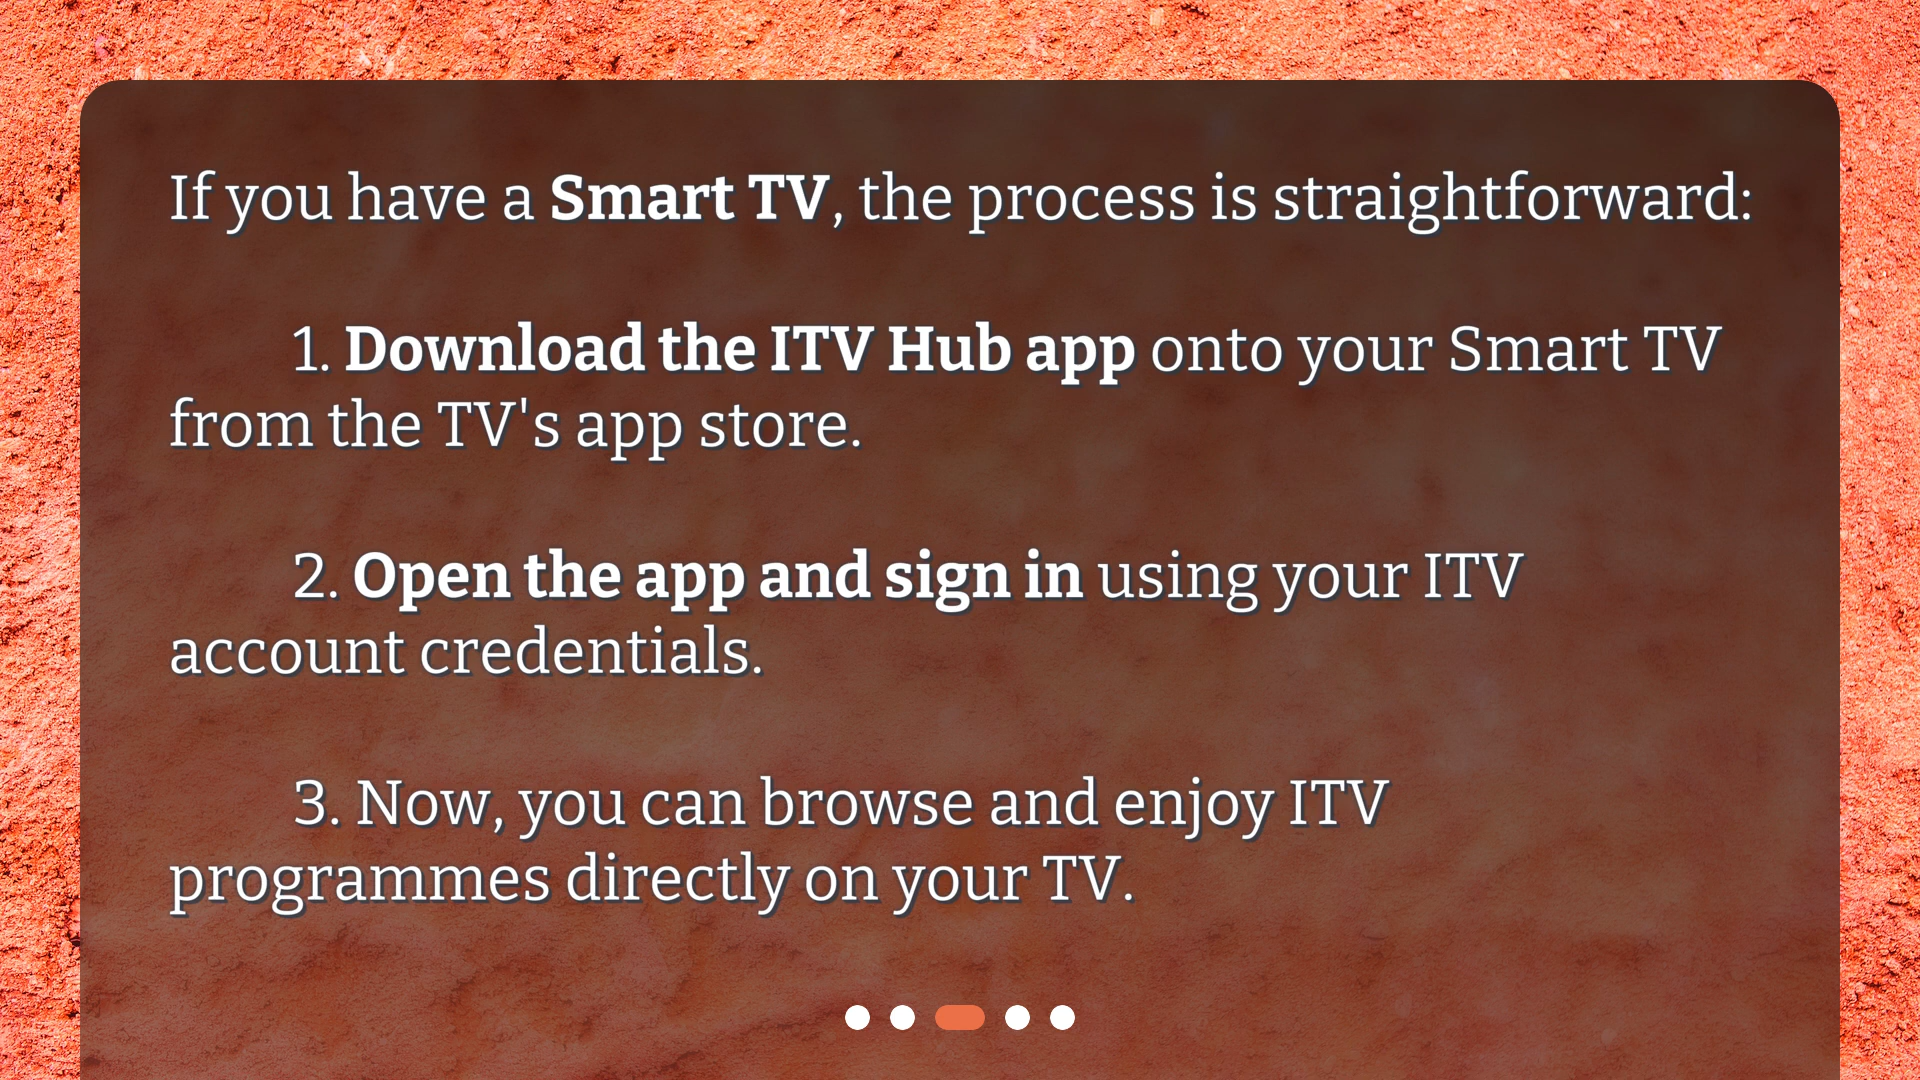 If you have a Smart TV, the process is straightforward:
1. Download the ITV Hub app onto your Smart TV
from the TV's app store.
2. Open the app and sign in using your ITV
account credentials.
3. Now, you can browse and enjoy ITV
programmes directly on your TV.